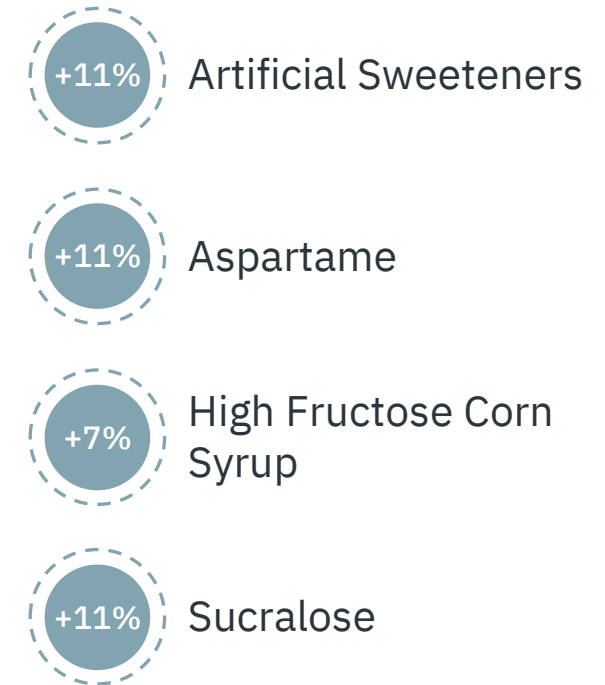 +11%
Artificial Sweeteners
+11%
Aspartame
+7%
High Fructose Corn
Syrup
+11%
Sucralose